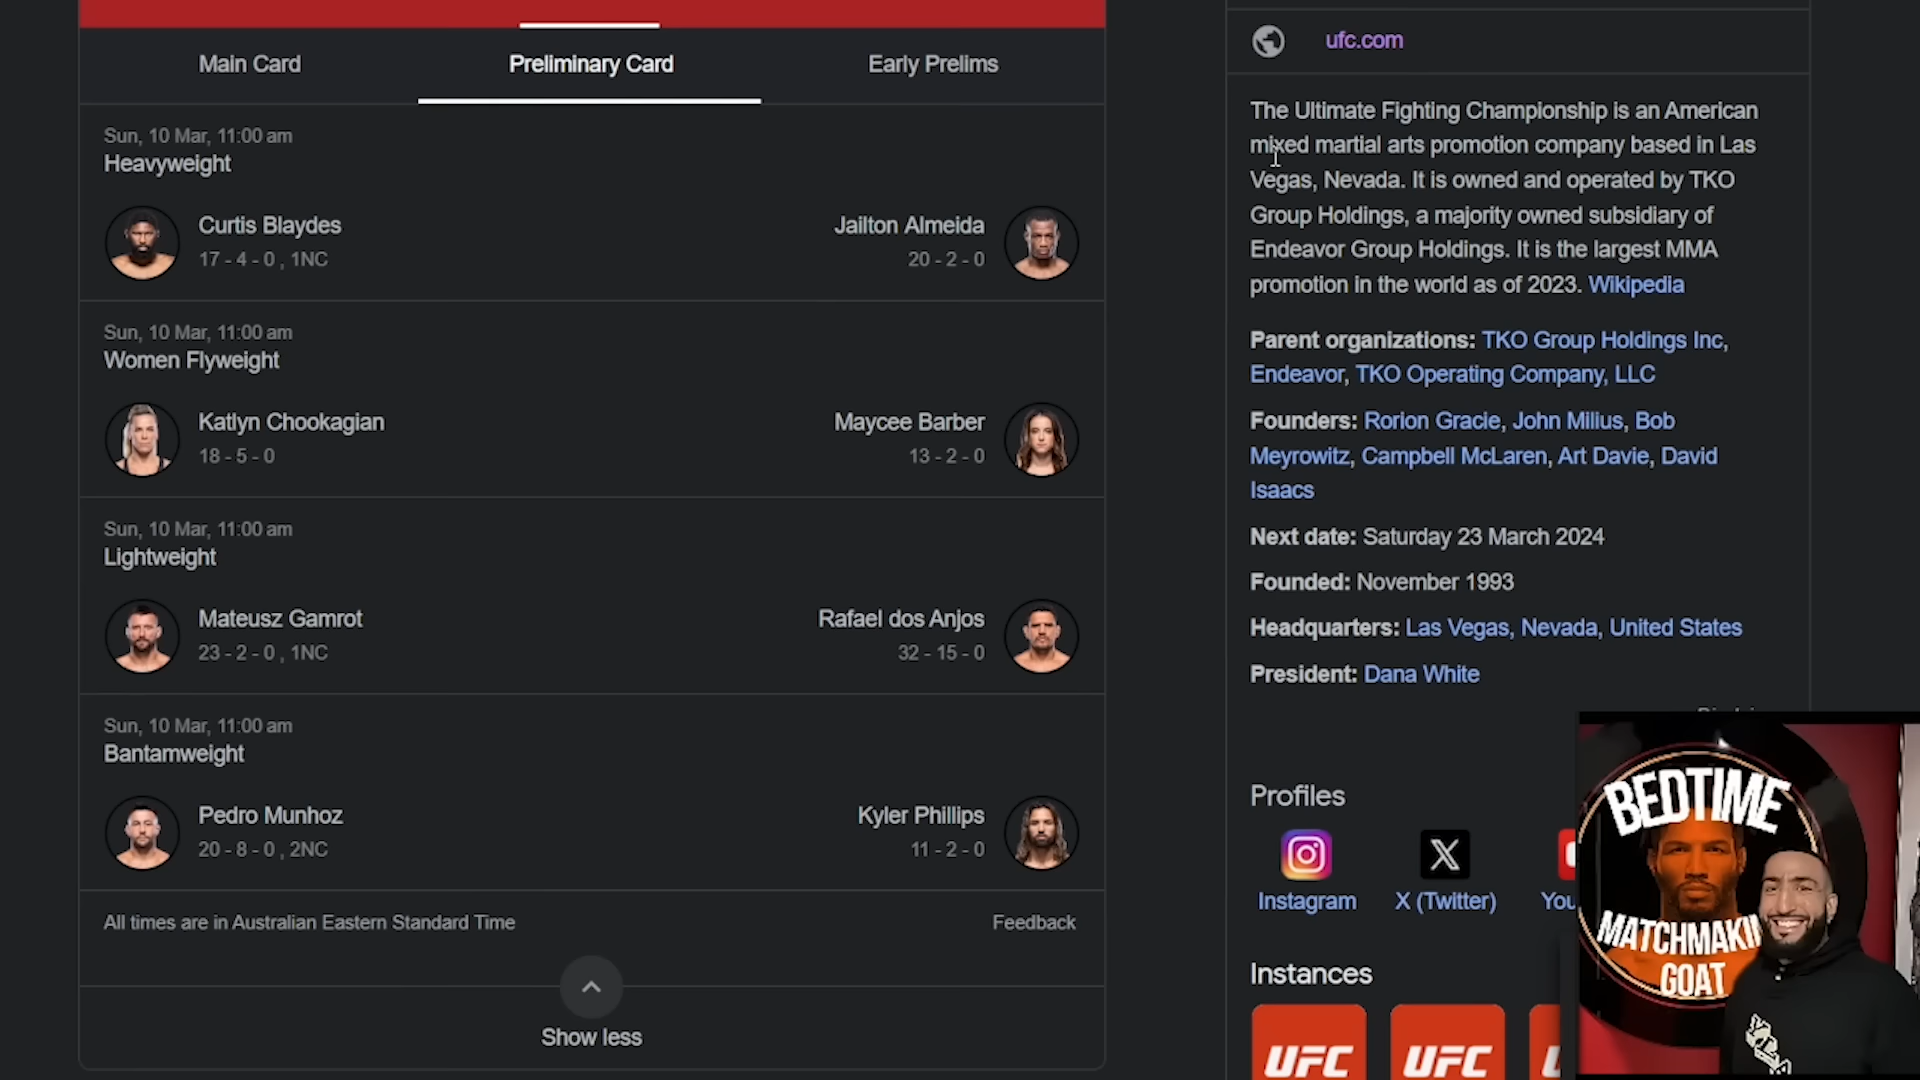 Main Card
Preliminary Card
Early Prelims
Sun, 10 Mar, 11:00 am
Heavyweight
Curtis Blaydes
17 - 4 - 0 , 1NC
Jailton Almeida
20 - 2 - 0
Sun, 10 Mar, 11:00 am
Women Flyweight
Katlyn Chookagian
18 - 5 - 0
Maycee Barber
13 - 2 - 0
Sun, 10 Mar, 11:00 am
Lightweight
Mateusz Gamrot
23 - 2 - 0 , 1NC
Rafael dos Anjos
32 - 15 - 0
Sun, 10 Mar, 11:00 am
Bantamweight
Pedro Munhoz
20 - 8 - 0 , 2NC
Kyler Phillips
11 - 2 - 0
All times are in Australian Eastern Standard Time
Feedback
Show less
ufc.com
The Ultimate Fighting Championship is an American
mixed martial arts promotion company based in Las
Vegas, Nevada. It is owned and operated by TKO
Group Holdings, a majority owned subsidiary of
Endeavor Group Holdings. It is the largest MMA
promotion in the world as of 2023. Wikipedia
Parent organizations: TKO Group Holdings Inc,
Endeavor, TKO Operating Company, LLC
Founders: Rorion Gracie, John Milius, Bob
Meyrowitz, Campbell McLaren, Art Davie, David
Isaacs
Next date: Saturday 23 March 2024
Founded: November 1993
Headquarters: Las Vegas, Nevada, United States
President: Dana White
Profiles
Instagram
X (Twitter)
You
Instances
UFC
UFC
BEDTIME
MATCHMAKIN
GOAT